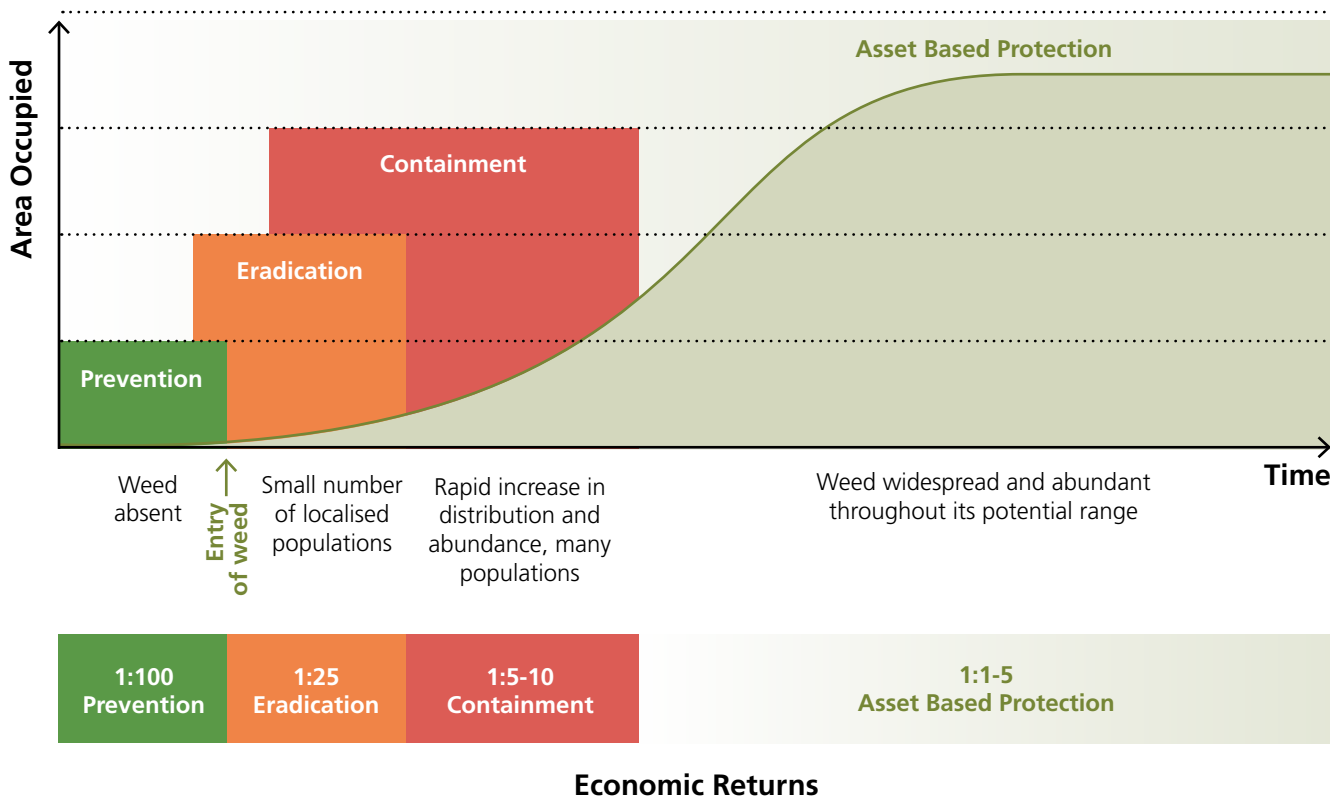 Asset Based Protection
Area Occupied
Containment
Eradication
Prevention
Time
Weed
absent
Entry
of weed
Small number
of localised
populations
Rapid increase in
distribution and
abundance, many
populations
Weed widespread and abundant
throughout its potential range
1:100
Prevention
1:25
Eradication
1:5-10
Containment
1:1-5
Asset Based Protection
Economic Returns